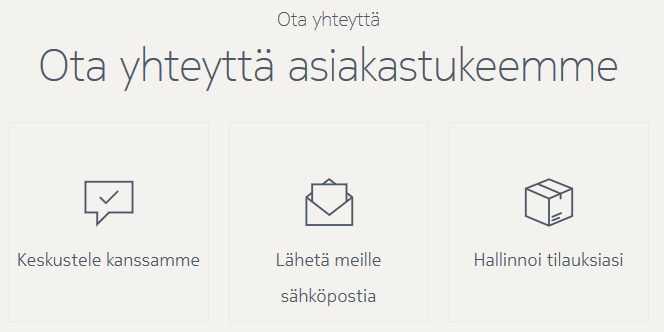 Ota yhteyttä
Ota yhteyttä asiakastukeemme
Keskustele kanssamme
Lähetä meille
sähköpostia
Hallinnoi tilauksiasi